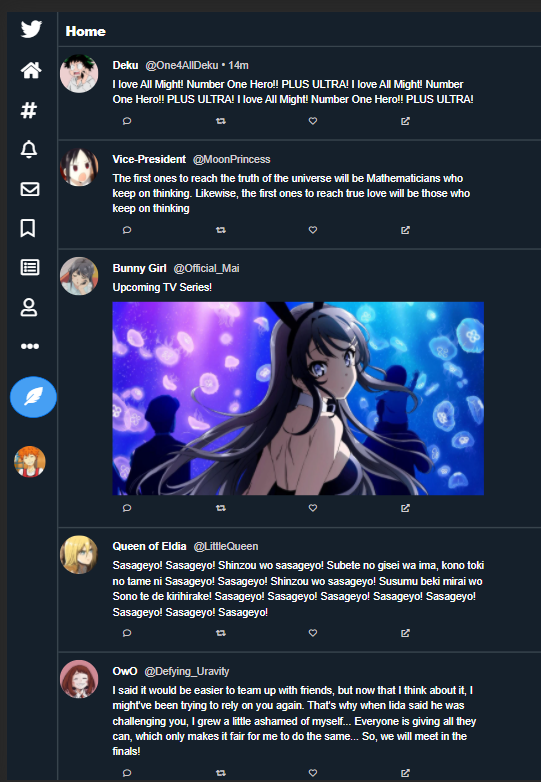 Home
Deku @One4AllDeku • 14m
I love All Might! Number One Hero!! PLUS ULTRA! I love All Might! Number
One Hero!! PLUS ULTRA! I love All Might! Number One Hero!! PLUS ULTRA!
Vice-President @MoonPrincess
The first ones to reach the truth of the universe will be Mathematicians who
keep on thinking. Likewise, the first ones to reach true love will be those who
keep on thinking
Bunny Girl @Official_Mai
Upcoming TV Series!
Queen of Eldia @LittleQueen
Sasageyo! Sasageyo! Shinzou wo sasageyo! Subete no gisei wa ima, kono toki
no tame ni Sasageyo! Sasageyo! Shinzou wo sasageyo! Susumu beki mirai wo
Sono te de kirihirake! Sasageyo! Sasageyo! Sasageyo! Sasageyo! Sasageyo!
Sasageyo! Sasageyo! Sasageyo!
OwO @Defying_Uravity
I said it would be easier to team up with friends, but now that I think about it, I
might've been trying to rely on you again. That's why when Iida said he was
challenging you, I grew a little ashamed of myself... Everyone is giving all they
can, which only makes it fair for me to do the same... So, we will meet in the
finals!